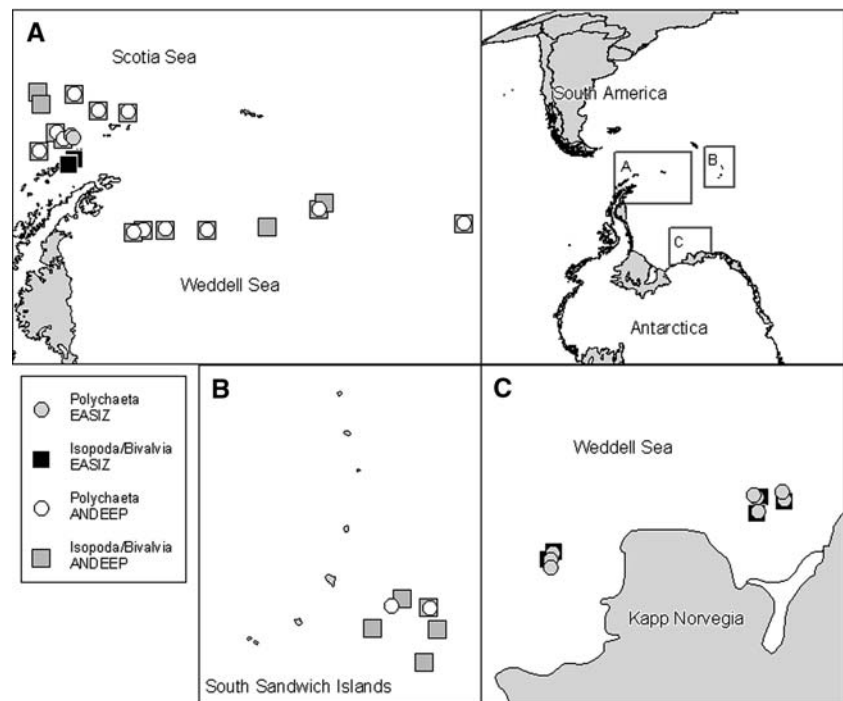 A
Scotia Sea
Weddell Sea
South America
A
B
C
Antarctica
Polychaeta
EASIZ
Isopoda/Bivalvia
EASIZ
Polychaeta
ANDEEP
Isopoda/Bivalvia
ANDEEP
B
South Sandwich Islands
C
Weddell Sea
Kapp Norvegia